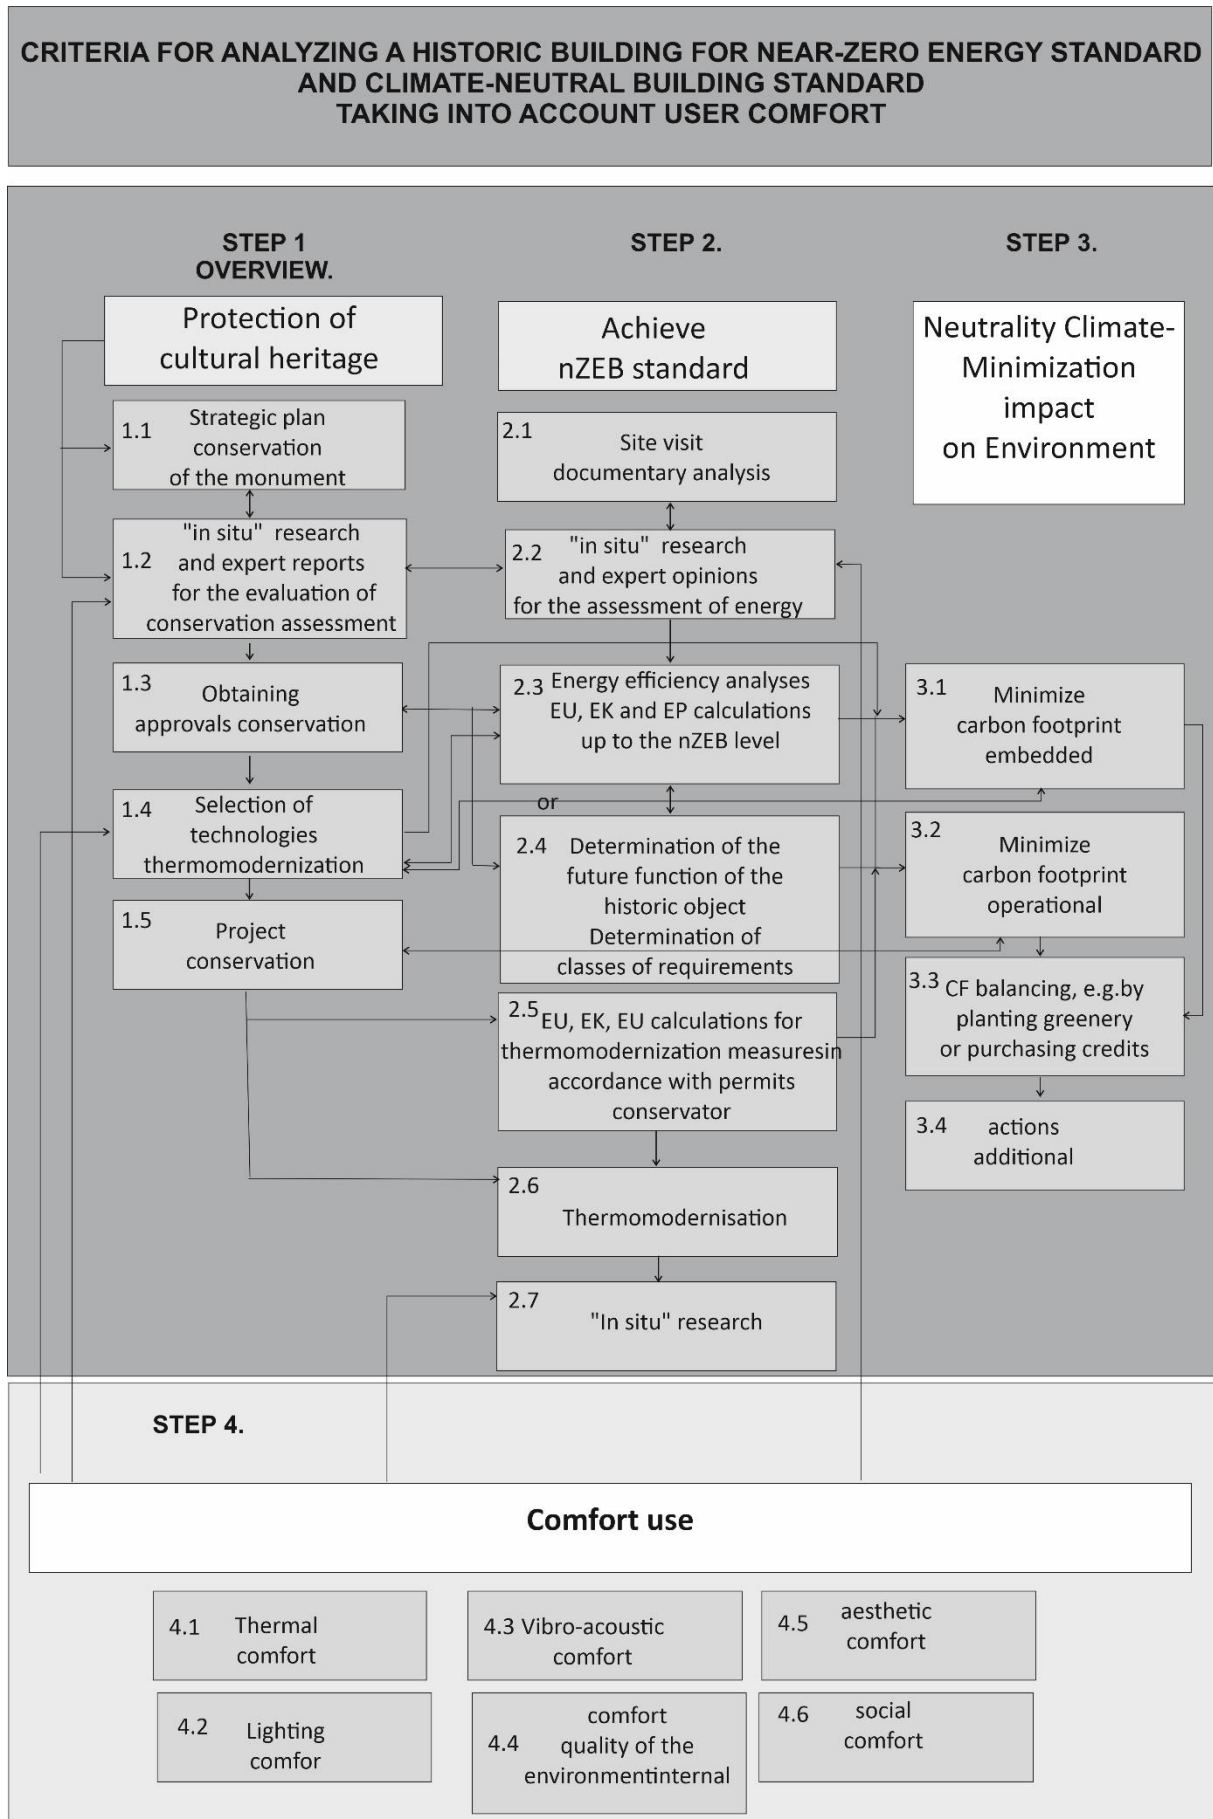 CRITERIA FOR ANALYZING A HISTORIC BUILDING FOR NEAR-ZERO ENERGY STANDARD
AND CLIMATE-NEUTRAL BUILDING STANDARD
TAKING INTO ACCOUNT USER COMFORT
STEP 1
OVERVIEW.
Protection of
cultural heritage
1.1 Strategic plan
conservation
of the monument
1.2 "in situ" research
and expert reports
for the evaluation of
conservation assessment
1.3 Obtaining
approvals conservation
1.4 Selection of
technologies
thermomodernization
1.5 Project
conservation
STEP 2.
Achieve
nZEB standard
2.1 Site visit
documentary analysis
2.2 "in situ" research
and expert opinions
for the assessment of energy
2.3 Energy efficiency analyses
EU, EK and EP calculations
up to the nZEB level
or
2.4 Determination of the
future function of the
historic object
Determination of
classes of requirements
2.5 EU, EK, EU calculations for
thermomodernization measuresin
accordance with permits
conservator
2.6 Thermomodernisation
2.7 "In situ" research
STEP 3.
Neutrality Climate-
Minimization
impact
on Environment
3.1 Minimize
carbon footprint
embedded
3.2 Minimize
carbon footprint
operational
3.3 CF balancing, e.g.by
planting greenery
or purchasing credits
3.4 actions
additional
STEP 4.
Comfort use
4.1 Thermal
comfort
4.2 Lighting
comfor
4.3 Vibro-acoustic
comfort
4.4 comfort
quality of the
environmentinternal
4.5 aesthetic
comfort
4.6 social
comfort